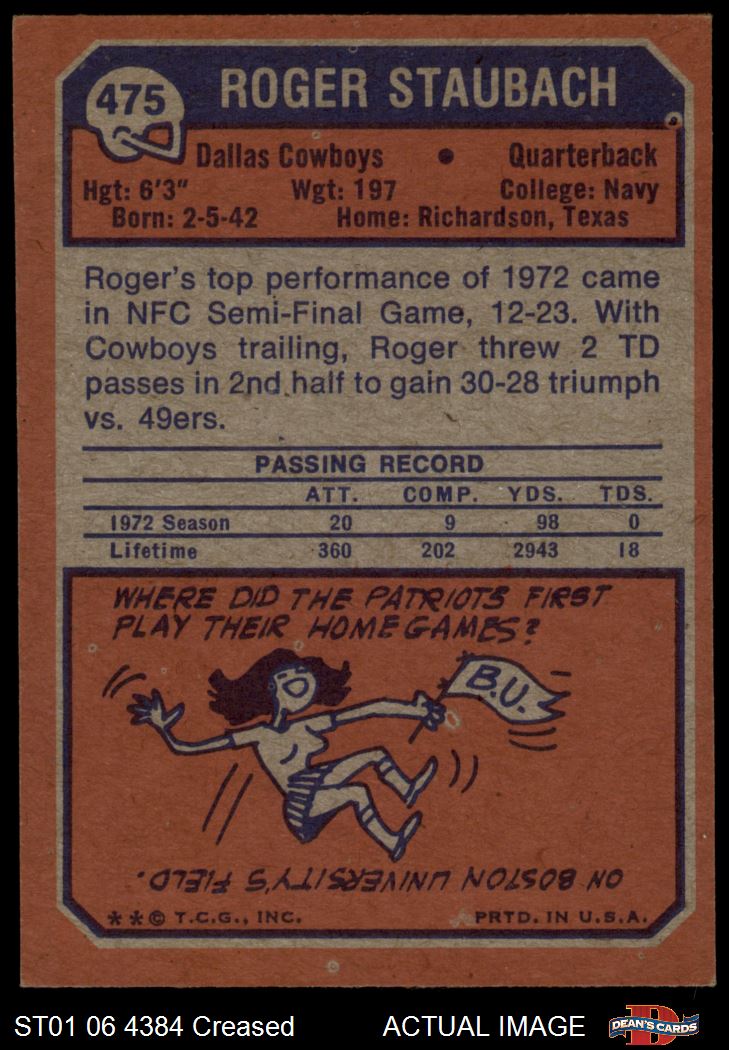 475
ROGER STAUBACH
Dallas Cowboys • Quarterback
Hgt: 6'3" Wgt: 197 College: Navy
Born: 2-5-42 Home: Richardson, Texas
Roger's top performance of 1972 came
in NFC Semi-Final Game, 12-23. With
Cowboys trailing, Roger threw 2 TD
passes in 2nd half to gain 30-28 triumph
vs. 49ers.
PASSING RECORD
ATT. COMP. YDS. TDS.
1972 Season 20 9 98 0
Lifetime 360 202 2943 18
WHERE DID THE PATRIOTS FIRST
PLAY THEIR HOME GAMES?
B.U.
ON BOSTON UNIVERSITY'S FIELD.
**© T.C.G., INC. PRTD. IN U.S.A.
ST01 06 4384 Creased ACTUAL IMAGE
DEAN'S CARDS